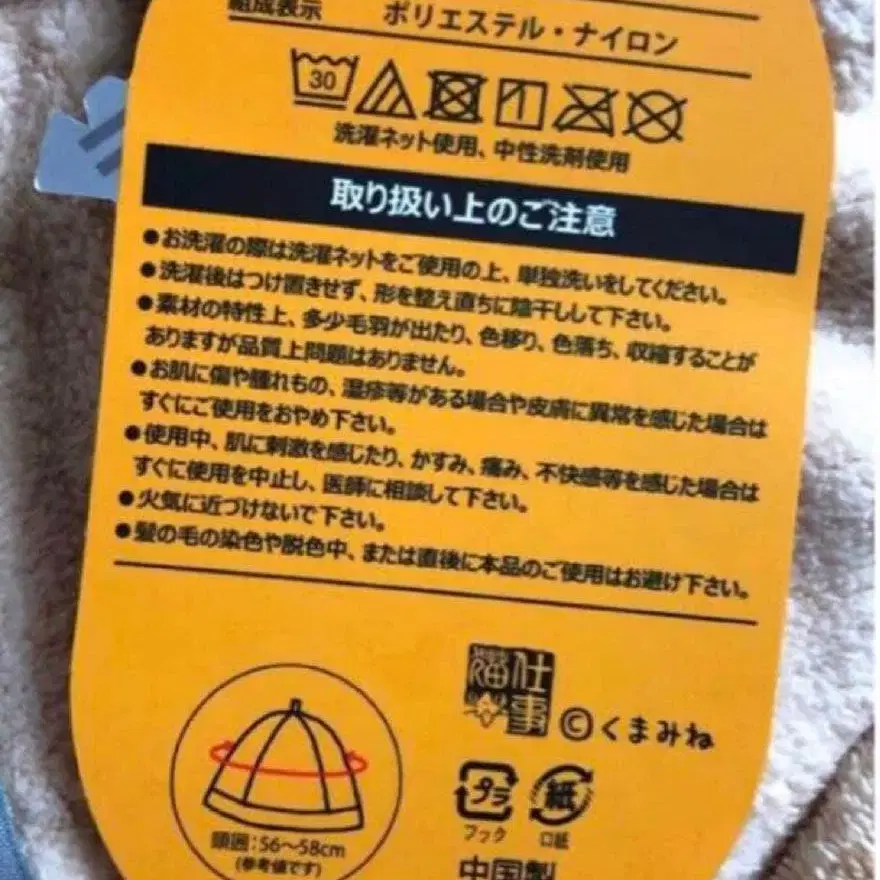 組成表示 ポリエステル・ナイロン
30
洗濯ネット使用、中性洗剤使用
取り扱い上のご注意
●お洗濯の際は洗濯ネットをご使用の上、単独洗いをしてください。
●洗濯後はつけ置きせず、形を整え直ちに陰干しして下さい。
●素材の特性上、多少毛羽が出たり、色移り、色落ち、収縮することが
ありますが品質上問題はありません。
●お肌に傷や腫れもの、湿疹等がある場合や皮膚に異常を感じた場合は
すぐにご使用をおやめ下さい。
●使用中、肌に刺激を感じたり、かすみ、痛み、不快感等を感じた場合は
すぐに使用を中止し、医師に相談して下さい。
●火気に近づけないで下さい。
●髪の毛の染色や脱色中、または直後に本品のご使用はお避け下さい。
仕事猫
©くまみね
プラ 紙
フック 口紙
頭囲:56〜58cm
(参考値です)
中国製